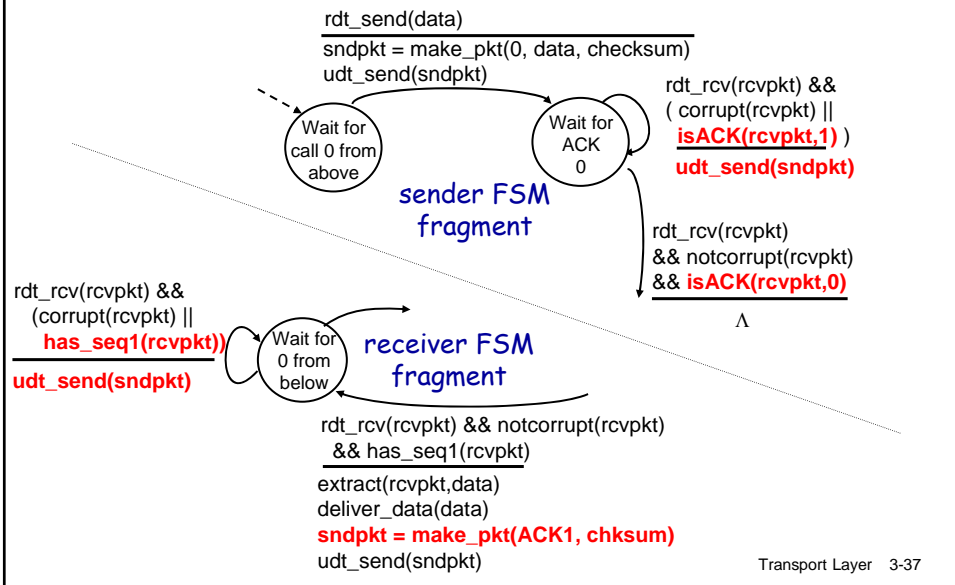 rdt_send(data)
sndpkt = make_pkt(0, data, checksum)
udt_send(sndpkt)
Wait for
call 0 from
above
Wait for
ACK
0
rdt_rcv(rcvpkt) &&
( corrupt(rcvpkt) ||
isACK(rcvpkt,1) )
udt_send(sndpkt)
sender FSM
fragment
rdt_rcv(rcvpkt)
&& notcorrupt(rcvpkt)
&& isACK(rcvpkt,0)
Λ
rdt_rcv(rcvpkt) &&
(corrupt(rcvpkt) ||
has_seq1(rcvpkt))
udt_send(sndpkt)
Wait for
0 from
below
receiver FSM
fragment
rdt_rcv(rcvpkt) && notcorrupt(rcvpkt)
&& has_seq1(rcvpkt)
extract(rcvpkt,data)
deliver_data(data)
sndpkt = make_pkt(ACK1, chksum)
udt_send(sndpkt)
Transport Layer 3-37